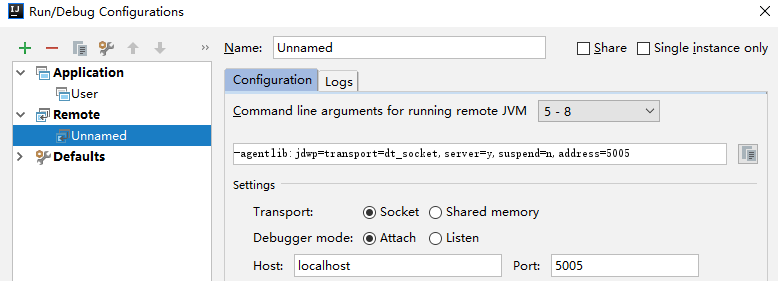 Run/Debug Configurations
Name: Unnamed Share Single instance only
Application
User
Remote
Unnamed
Defaults
Configuration Logs
Command line arguments for running remote JVM 5 - 8
-agentlib:jdwp=transport=dt_socket,server=y,suspend=n,address=5005
Settings
Transport: Socket Shared memory
Debugger mode: Attach Listen
Host: localhost Port: 5005